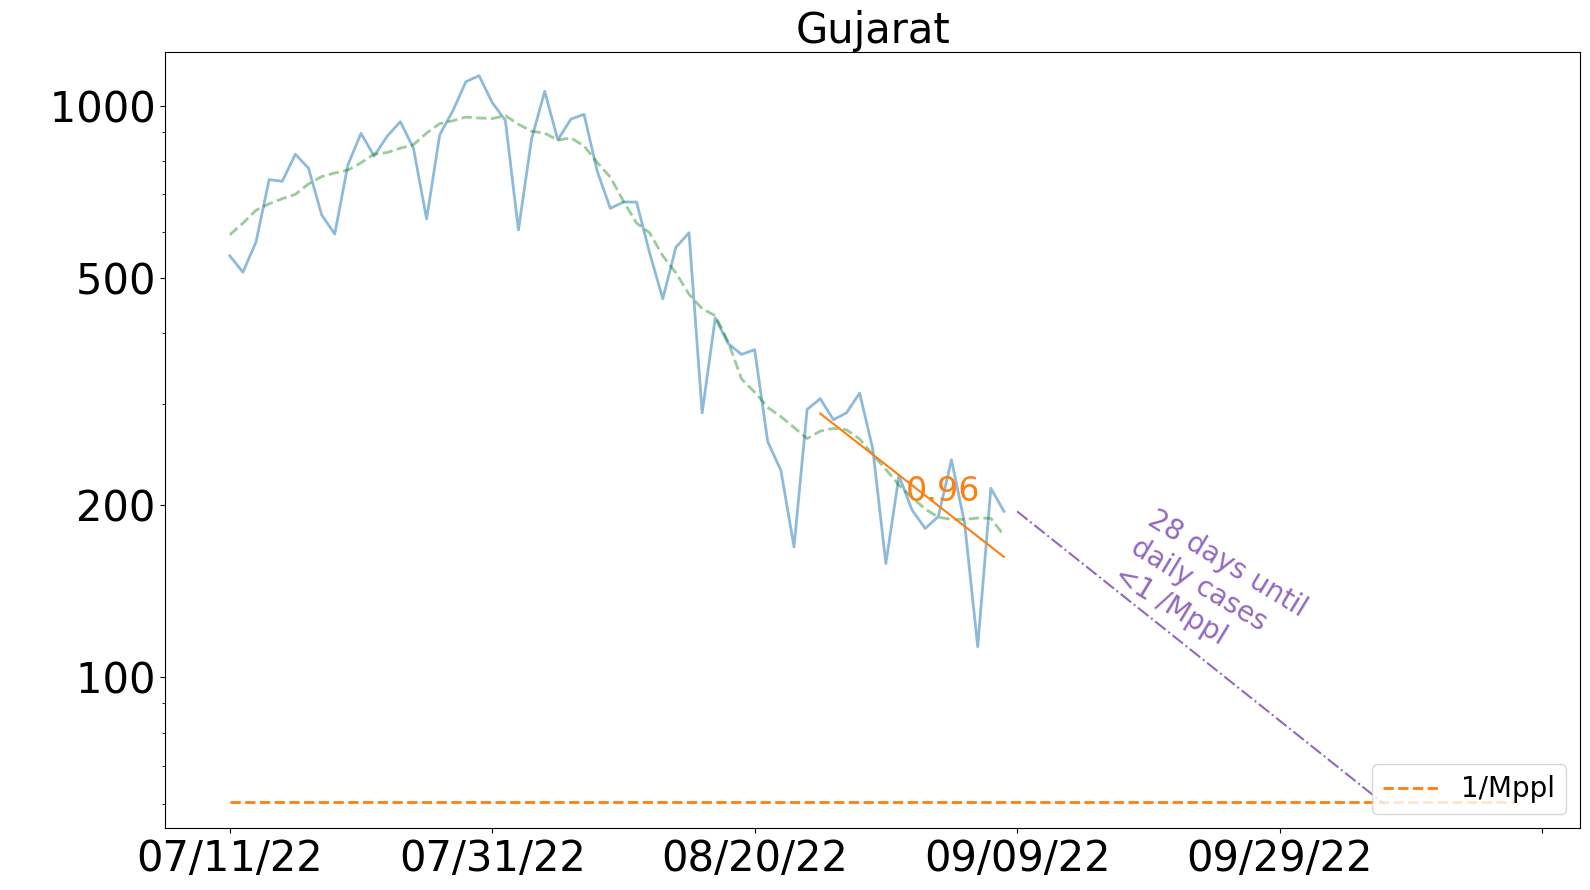 Gujarat
1000
500
200
100
0.96
28 days until
daily cases
<1 /Mppl
1/Mppl
07/11/22
07/31/22
08/20/22
09/09/22
09/29/22